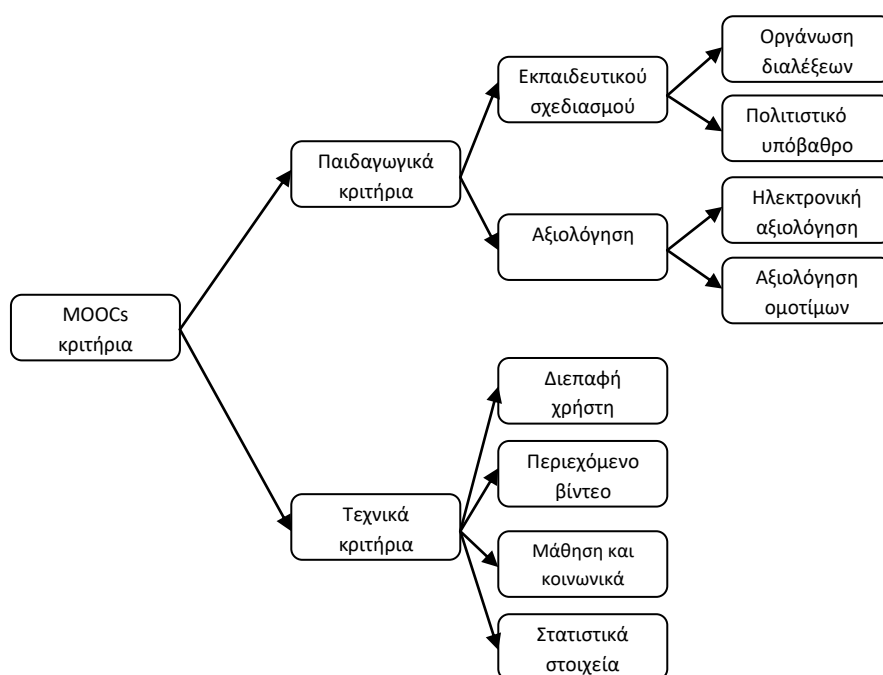 Οργάνωση
διαλέξεων
Εκπαιδευτικού
σχεδιασμού
Πολιτιστικό
υπόβαθρο
Παιδαγωγικά
κριτήρια
Ηλεκτρονική
αξιολόγηση
Αξιολόγηση
Αξιολόγηση
ομοτίμων
MOOCs
κριτήρια
Διεπαφή
χρήστη
Περιεχόμενο
βίντεο
Τεχνικά
κριτήρια
Μάθηση και
κοινωνικά
Στατιστικά
στοιχεία